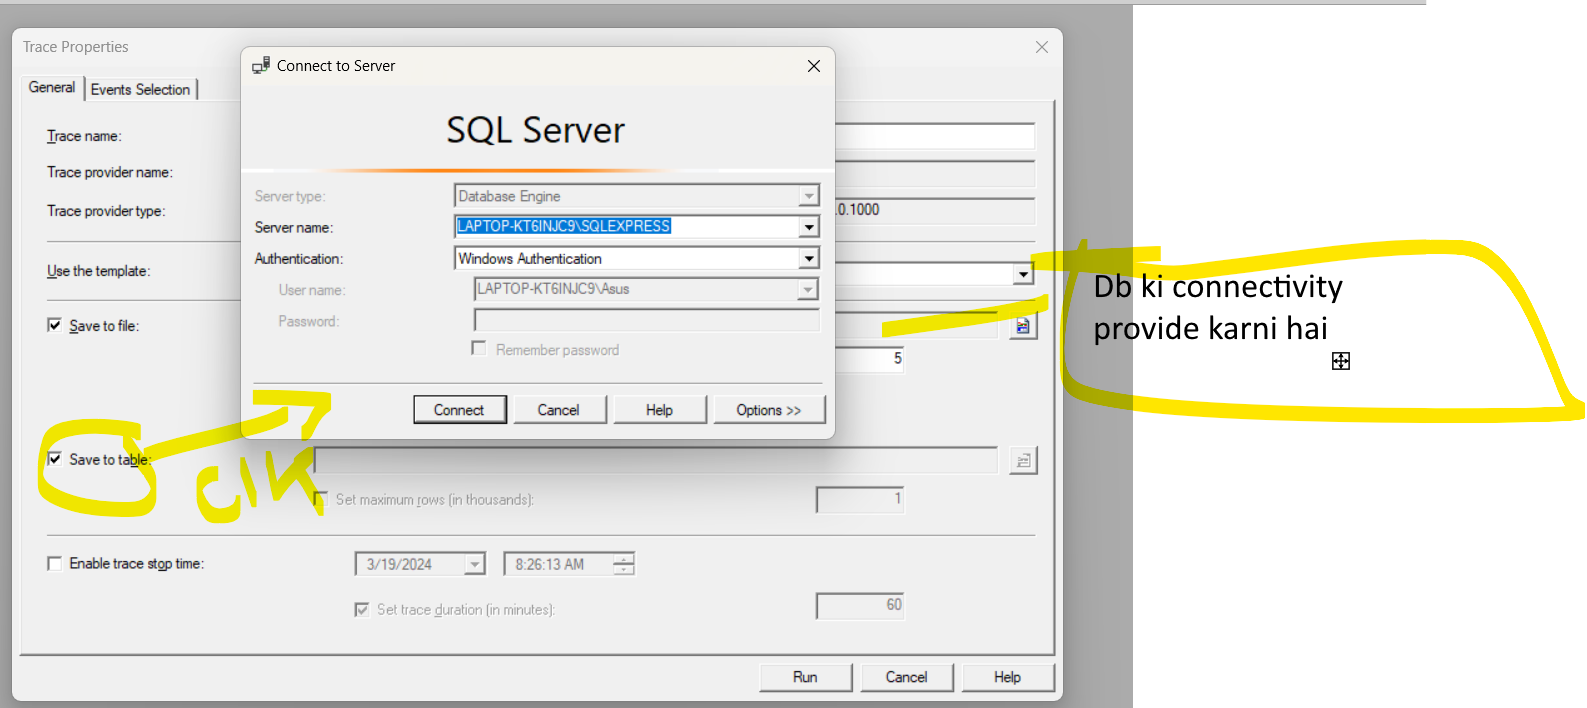 Trace Properties
Connect to Server
General
Events Selection
SQL Server
Trace name:
Trace provider name:
Trace provider type:
.0.1000
Server type:
Database Engine
Server name:
LAPTOP-KT6INJC9\SQLEXPRESS
Authentication:
Windows Authentication
User name:
LAPTOP-KT6INJC9\Asus
Password:
Remember password
Connect
Cancel
Help
Options >>
Use the template:
Save to file:
5
Db ki connectivity
provide karni hai
Save to table:
clk
Set maximum rows (in thousands):
1
Enable trace stop time:
3/19/2024
8:26:13 AM
Set trace duration (in minutes):
60
Run
Cancel
Help